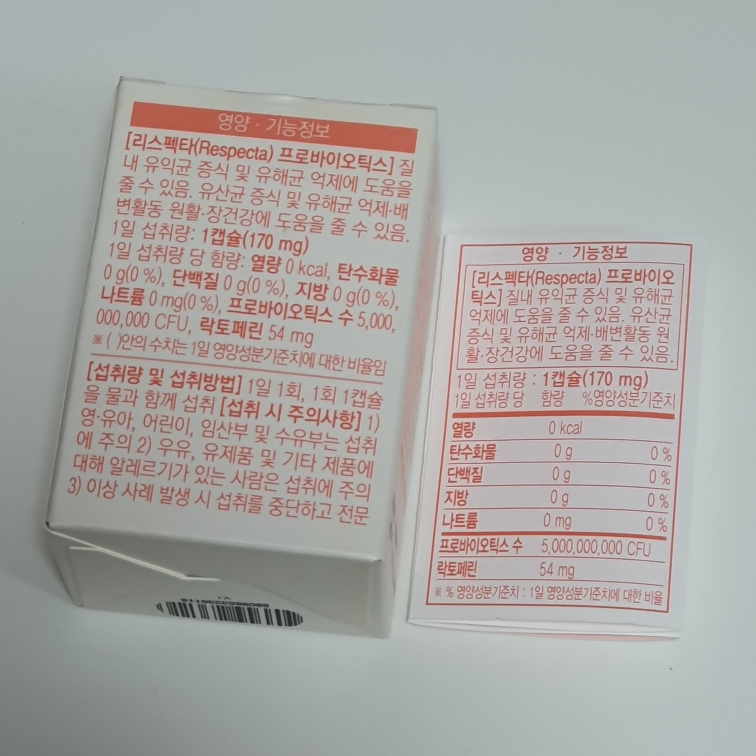 영양 · 기능정보
[리스펙타(Respecta) 프로바이오틱스] 질
내 유익균 증식 및 유해균 억제에 도움을
줄 수 있음. 유산균 증식 및 유해균 억제·배
변활동 원활·장건강에 도움을 줄 수 있음.
1일 섭취량: 1캡슐(170 mg)
1일 섭취량 당 함량: 열량 0 kcal, 탄수화물
0 g(0 %), 단백질 0 g(0 %), 지방 0 g(0 %),
나트륨 0 mg(0 %), 프로바이오틱스 수 5,000,
000,000 CFU, 락토페린 54 mg
※ ( )안의 수치는 1일 영양성분기준치에 대한 비율임
[섭취량 및 섭취방법] 1일 1회, 1회 1캡슐
을 물과 함께 섭취 [섭취 시 주의사항] 1)
영·유아, 어린이, 임산부 및 수유부는 섭취
에 주의 2) 우유, 유제품 및 기타 제품에
대해 알레르기가 있는 사람은 섭취에 주의
3) 이상 사례 발생 시 섭취를 중단하고 전문
영양 · 기능정보
[리스펙타(Respecta) 프로바이오
틱스] 질내 유익균 증식 및 유해균
억제에 도움을 줄 수 있음. 유산균
증식 및 유해균 억제·배변활동 원
활·장건강에 도움을 줄 수 있음.
1일 섭취량 : 1캡슐(170 mg)
1일 섭취량 당 함량 %영양성분기준치
열량 0 kcal
탄수화물 0 g 0 %
단백질 0 g 0 %
지방 0 g 0 %
나트륨 0 mg 0 %
프로바이오틱스 수 5,000,000,000 CFU
락토페린 54 mg
※ % 영양성분기준치 : 1일 영양성분기준치에 대한 비율